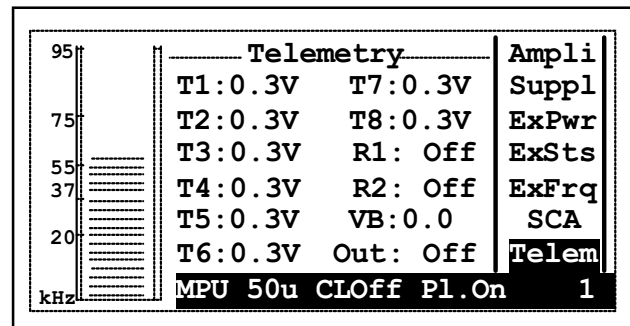 95
75
55
37
20
kHz
Telemetry
T1:0.3V T7:0.3V
T2:0.3V T8:0.3V
T3:0.3V R1: Off
T4:0.3V R2: Off
T5:0.3V VB:0.0
T6:0.3V Out: Off
Ampli
Suppl
ExPwr
ExSts
ExFrq
SCA
Telem
MPU 50u CLOff Pl.On 1